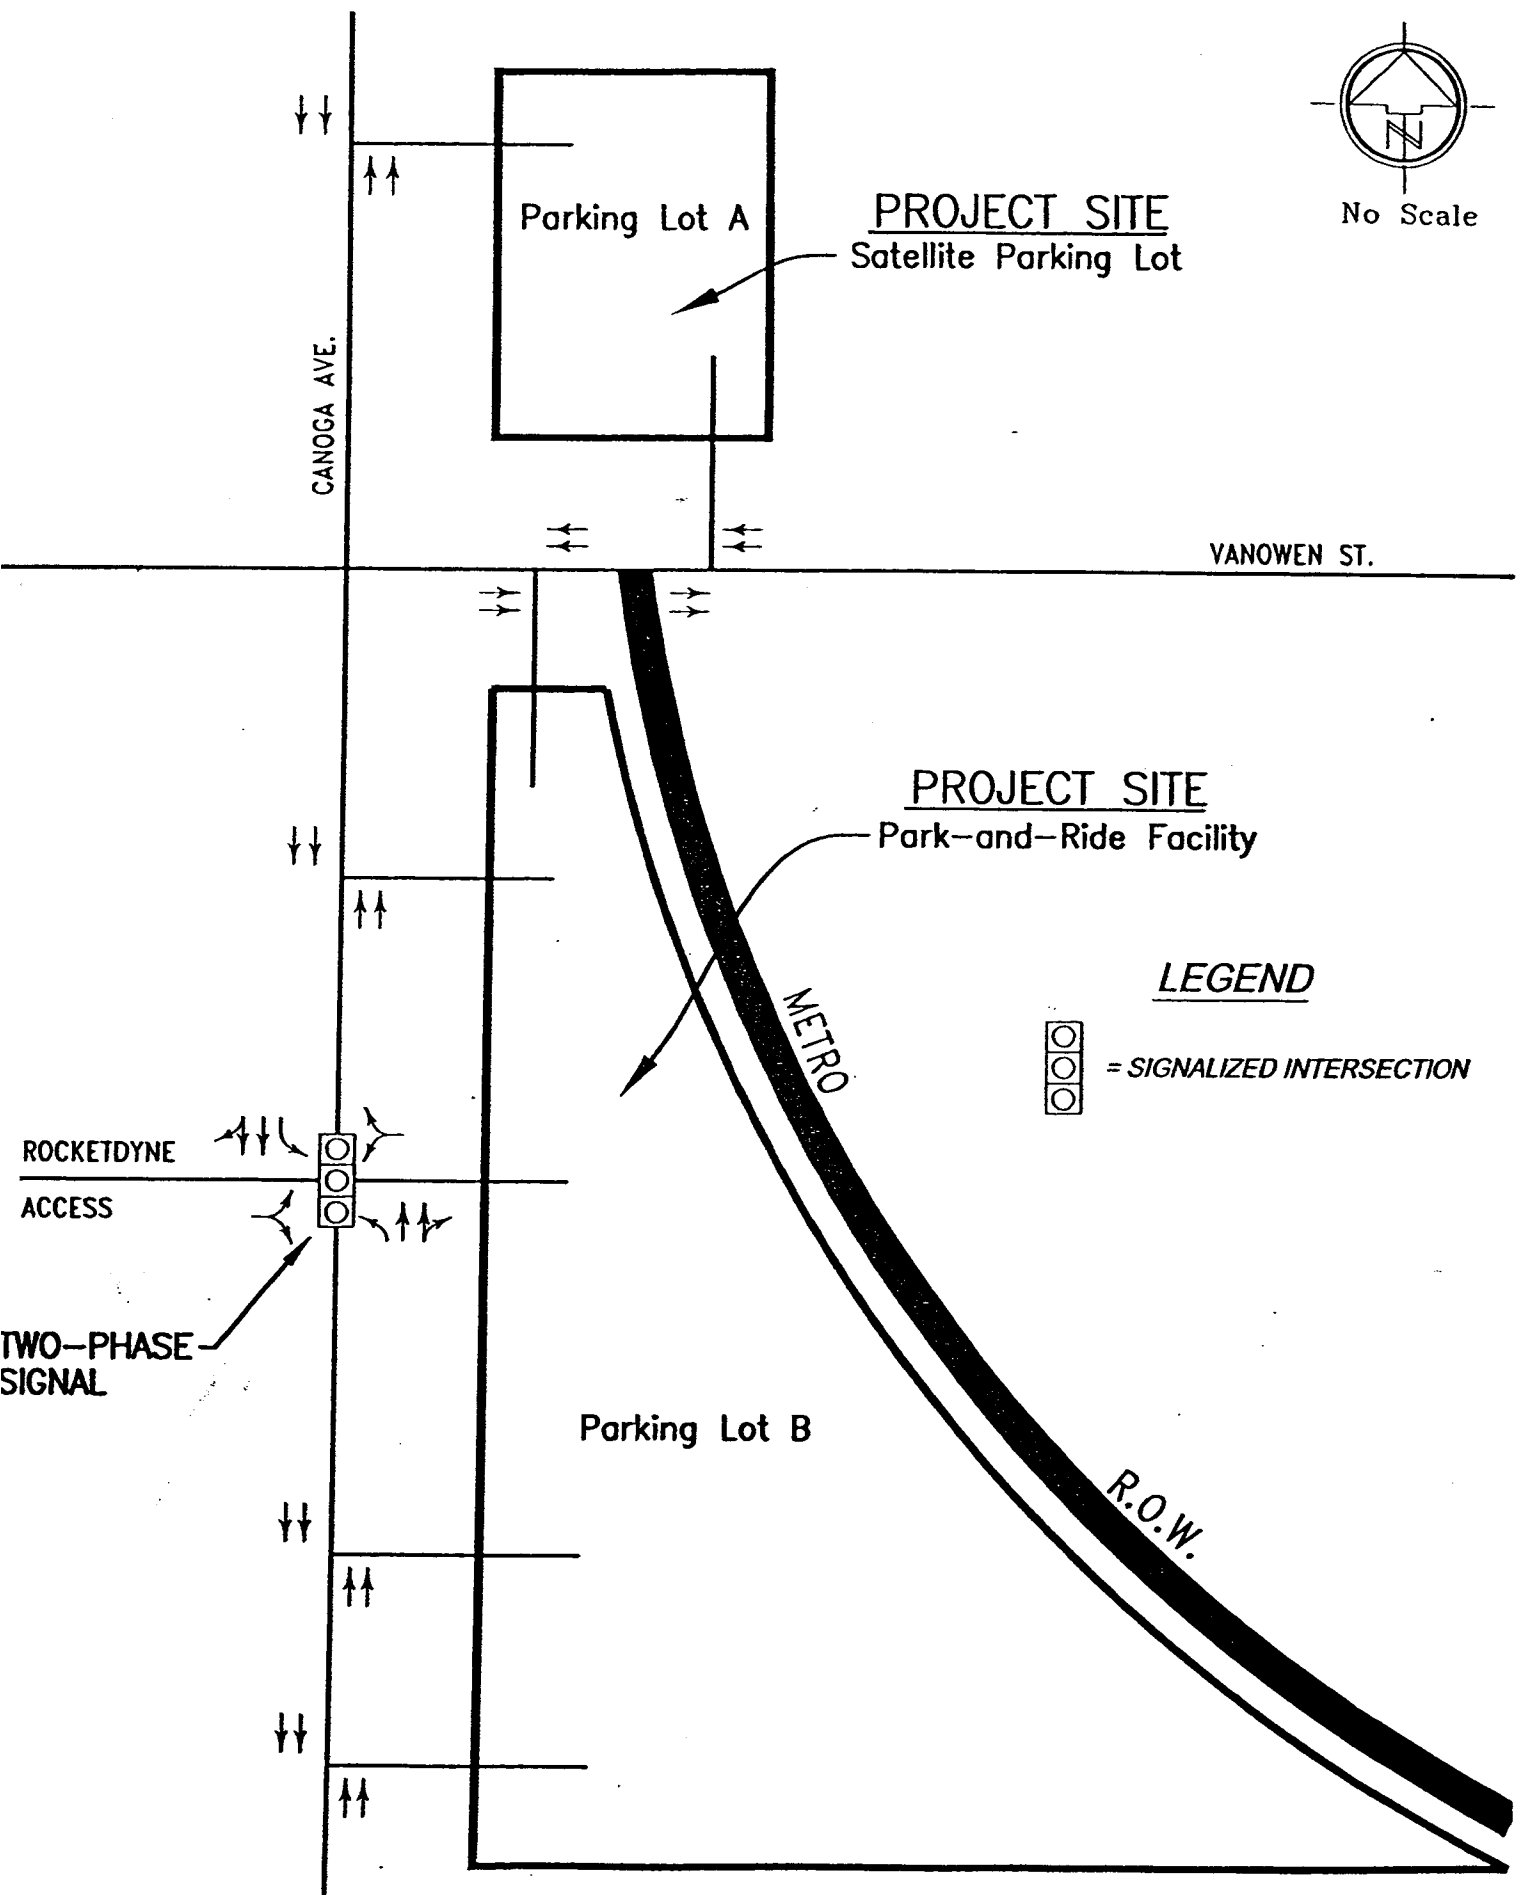 N
No Scale
Parking Lot A
PROJECT SITE
Satellite Parking Lot
CANOGA AVE.
VANOWEN ST.
PROJECT SITE
Park-and-Ride Facility
METRO
LEGEND
= SIGNALIZED INTERSECTION
ROCKETDYNE
ACCESS
TWO-PHASE
SIGNAL
Parking Lot B
R.O.W.